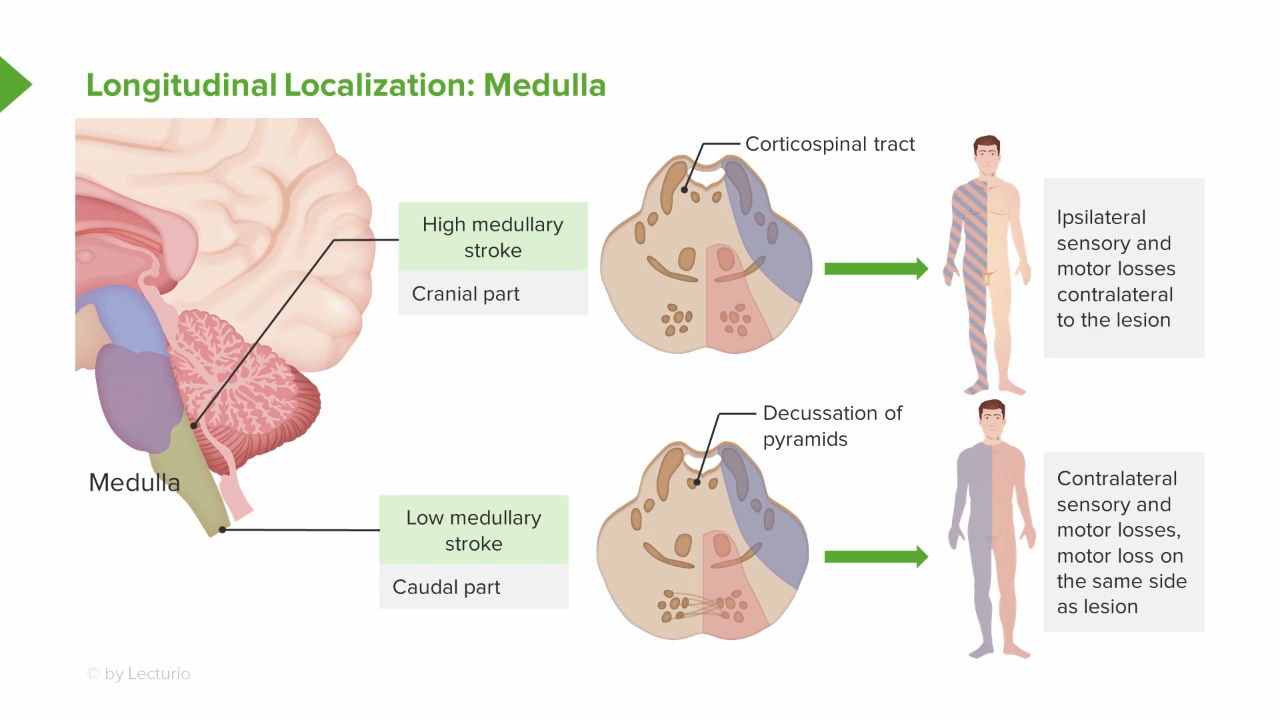 Longitudinal Localization: Medulla
Corticospinal tract
High medullary
stroke
Cranial part
Ipsilateral
sensory and
motor losses
contralateral
to the lesion
Decussation of
pyramids
Medulla
Low medullary
stroke
Caudal part
Contralateral
sensory and
motor losses,
motor loss on
the same side
as lesion
© by Lecturio